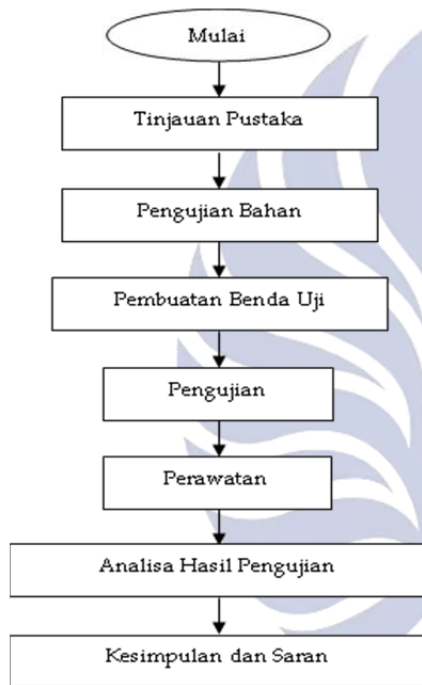 Mulai
Tinjauan Pustaka
Pengujian Bahan
Pembuatan Benda Uji
Pengujian
Perawatan
Analisa Hasil Pengujian
Kesimpulan dan Saran